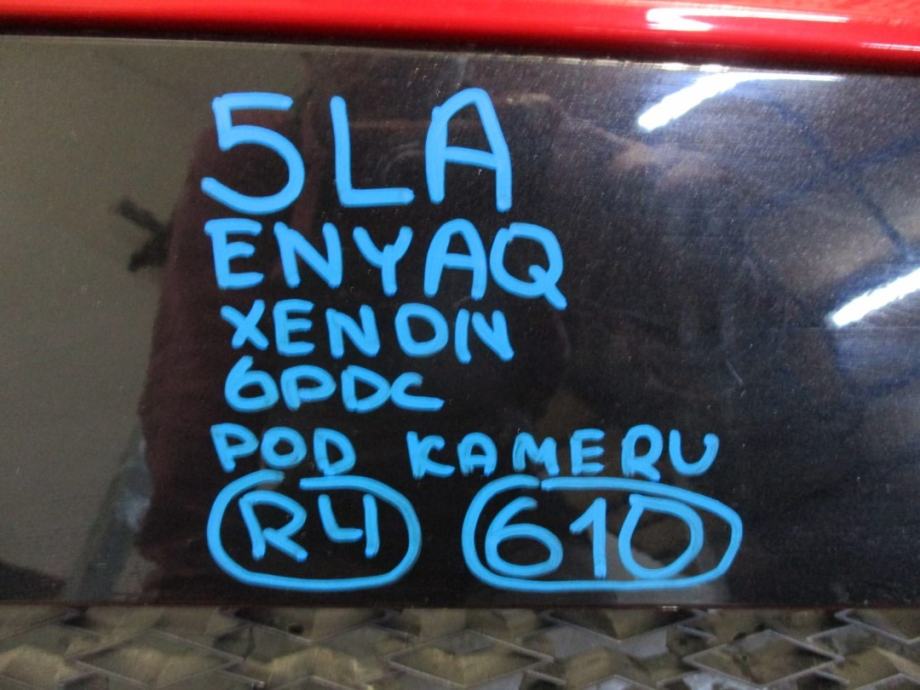 5LA
ENYAQ
XENON
6PDC
POD KAMERU
R4 610